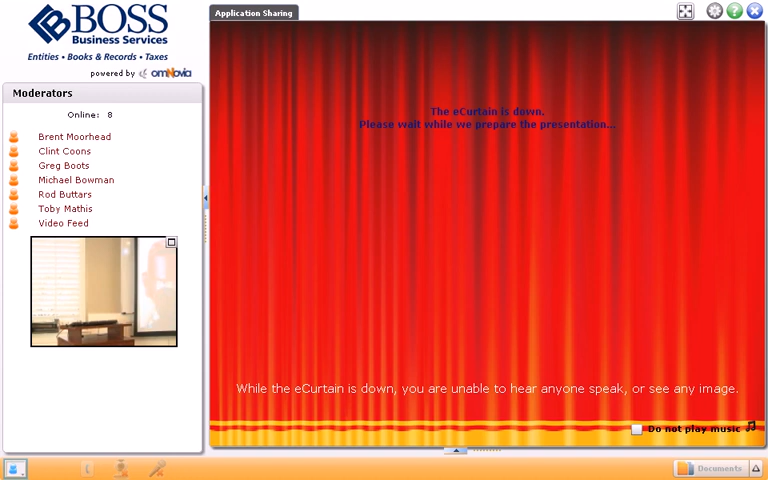 BOSS
Business Services
Entities • Books & Records • Taxes
powered by omNovia
Application Sharing
Moderators
Online: 8
Brent Moorhead
Clint Coons
Greg Boots
Michael Bowman
Rod Buttars
Toby Mathis
Video Feed
The eCurtain is down.
Please wait while we prepare the presentation...
While the eCurtain is down, you are unable to hear anyone speak, or see any image.
Do not play music
Documents